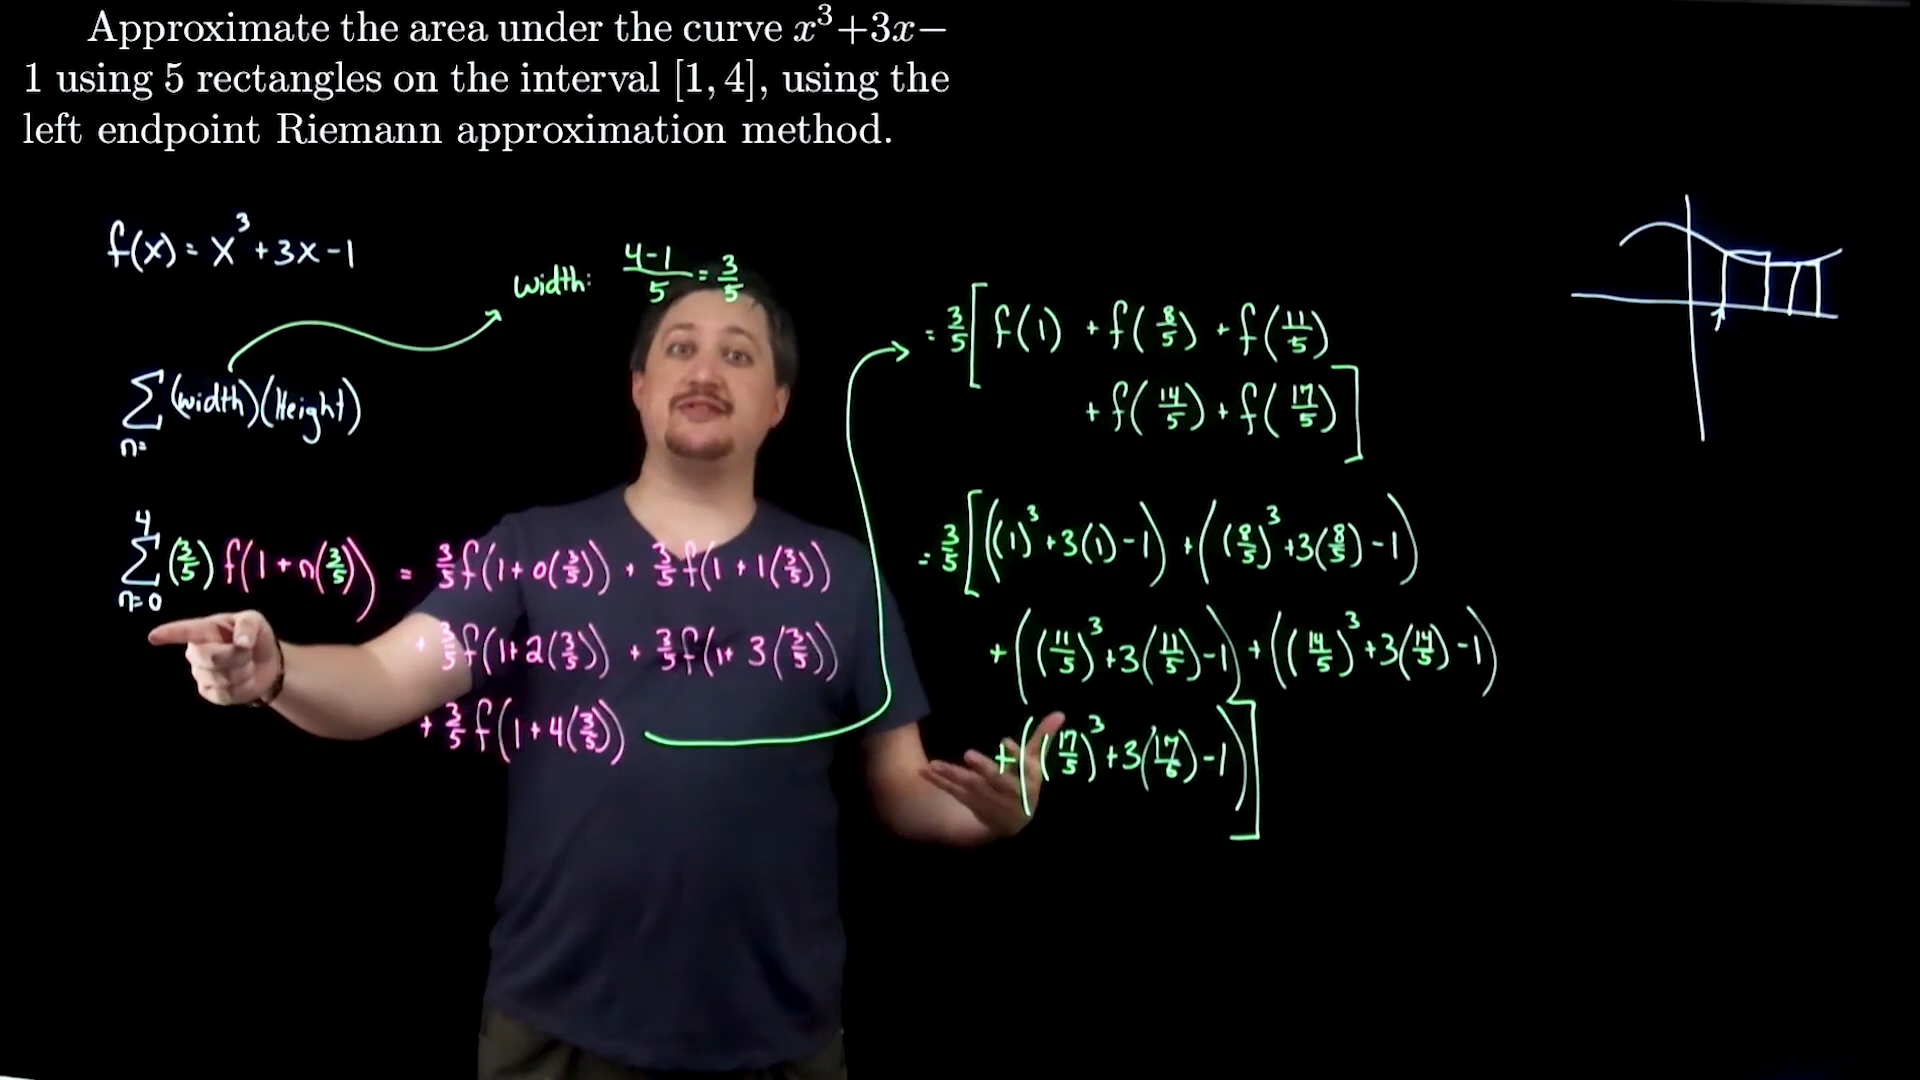 Approximate the area under the curve x³+3x−
1 using 5 rectangles on the interval [1, 4], using the
left endpoint Riemann approximation method.
f(x) = x³ + 3x - 1
width: (4-1)/5 = 3/5
∑ (width)(Height)
n=
4
∑ (3/5) f(1 + n(3/5)) = 3/5 f(1 + 0(3/5)) + 3/5 f(1 + 1(3/5))
n=0
+ 3/5 f(1 + 2(3/5)) + 3/5 f(1 + 3(3/5))
+ 3/5 f(1 + 4(3/5))
= 3/5 [ f(1) + f(8/5) + f(11/5)
+ f(14/5) + f(17/5) ]
= 3/5 [ ((1)³ + 3(1) - 1) + ((8/5)³ + 3(8/5) - 1)
+ ((11/5)³ + 3(11/5) - 1) + ((14/5)³ + 3(14/5) - 1)
+ ((17/5)³ + 3(17/5) - 1) ]